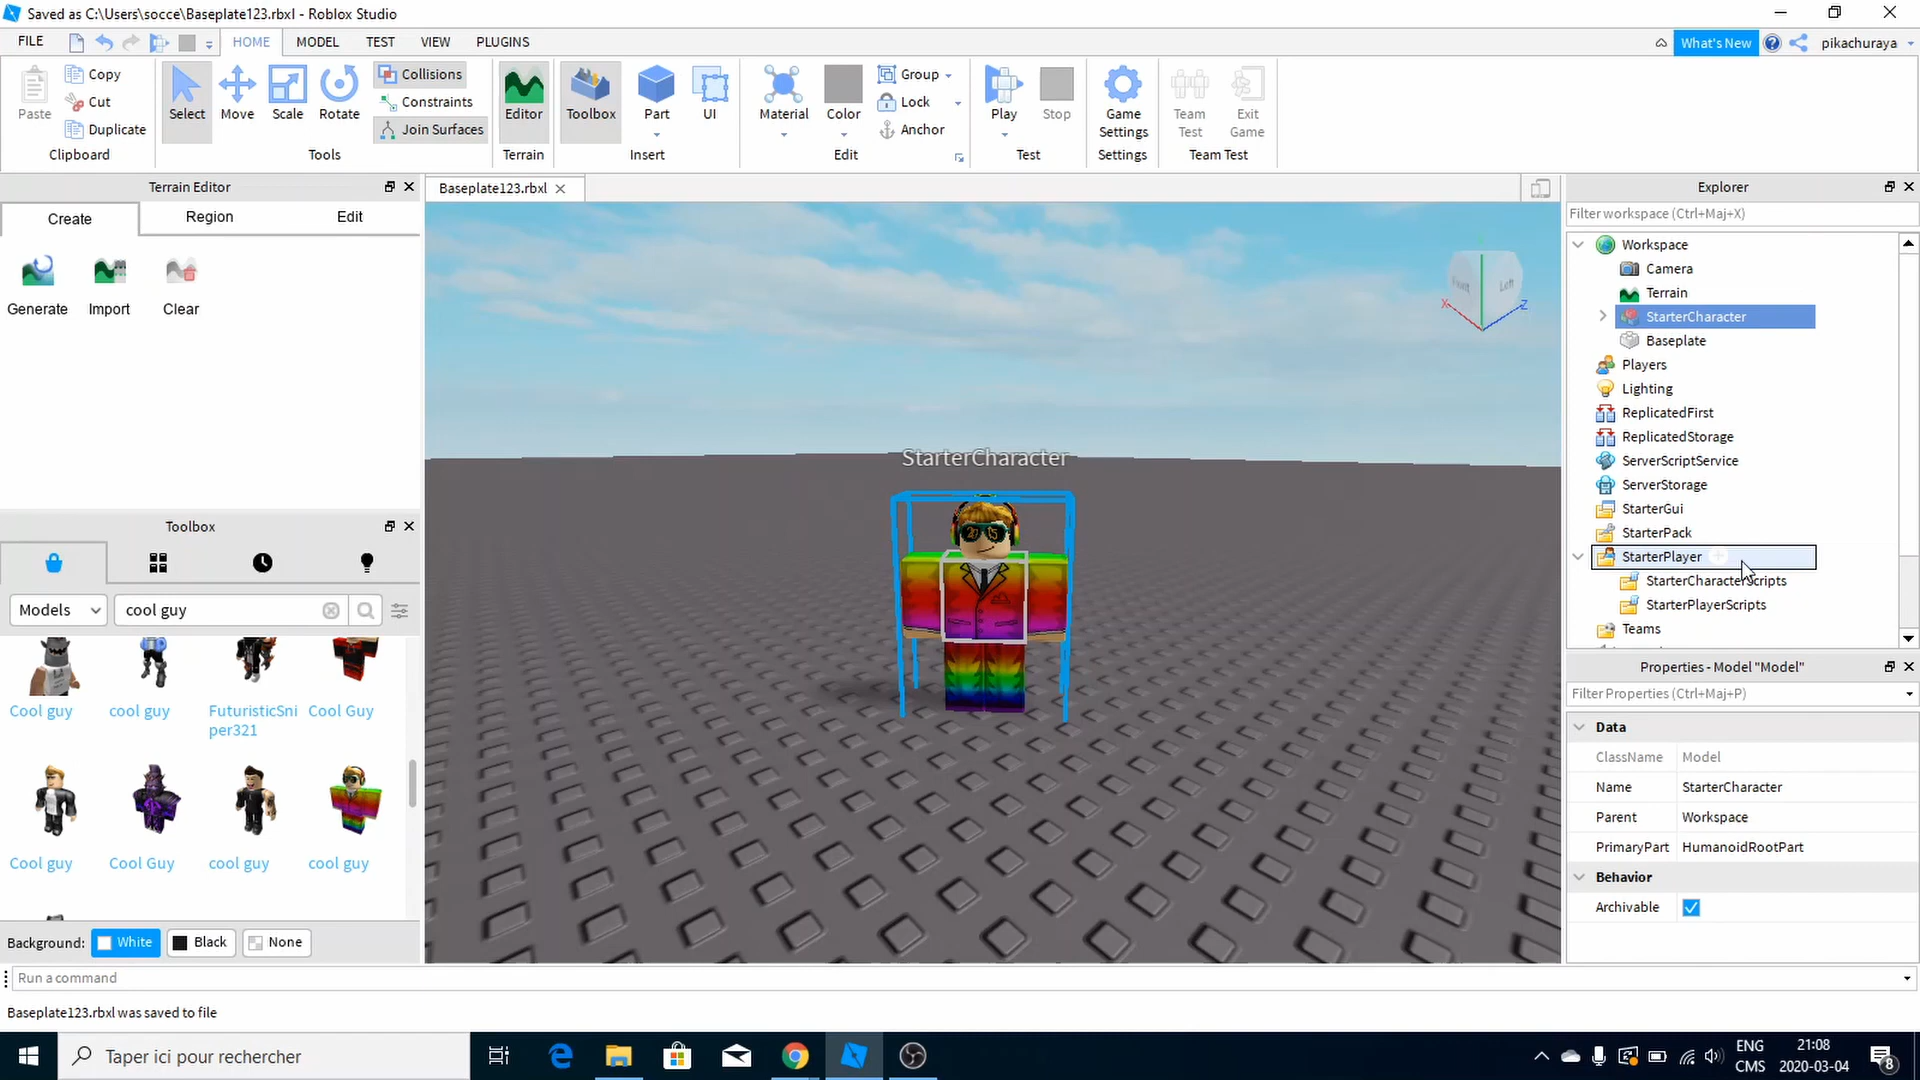 Saved as C:\Users\socce\Baseplate123.rbxl - Roblox Studio
FILE
HOME
MODEL
TEST
VIEW
PLUGINS
What's New
pikachuraya
Paste
Copy
Cut
Duplicate
Clipboard
Select
Move
Scale
Rotate
Collisions
Constraints
Join Surfaces
Tools
Editor
Terrain
Toolbox
Part
UI
Insert
Material
Color
Group
Lock
Anchor
Edit
Play
Stop
Test
Game Settings
Settings
Team Test
Exit Game
Team Test
Terrain Editor
Create
Region
Edit
Generate
Import
Clear
Toolbox
Models
cool guy
Cool guy
cool guy
FuturisticSni
per321
Cool Guy
Cool guy
Cool Guy
cool guy
cool guy
Background:
White
Black
None
Baseplate123.rbxl
StarterCharacter
Left
X
Z
Explorer
Filter workspace (Ctrl+Maj+X)
Workspace
Camera
Terrain
StarterCharacter
Baseplate
Players
Lighting
ReplicatedFirst
ReplicatedStorage
ServerScriptService
ServerStorage
StarterGui
StarterPack
StarterPlayer
StarterCharacterScripts
StarterPlayerScripts
Teams
Properties - Model "Model"
Filter Properties (Ctrl+Maj+P)
Data
ClassName Model
Name StarterCharacter
Parent Workspace
PrimaryPart HumanoidRootPart
Behavior
Archivable
Run a command
Baseplate123.rbxl was saved to file
Taper ici pour rechercher
ENG
CMS
21:08
2020-03-04
8